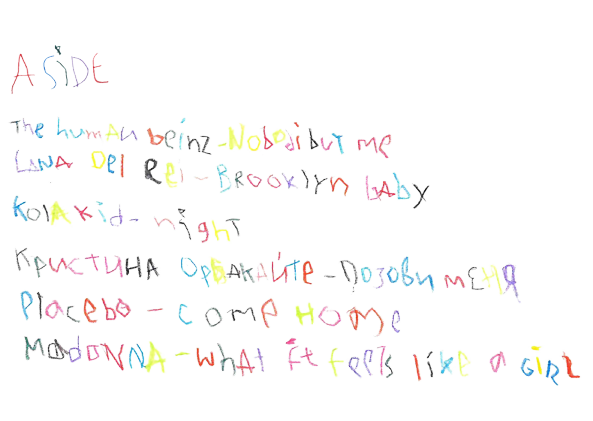 A SiDE
The human beinz - Nobodi but me
LANA Del Rei - Brooklyn baby
Kola kid - night
Кристина Орбакайте - Позови меня
Placebo - Come Home
Madonna - what it feels like a GiRL